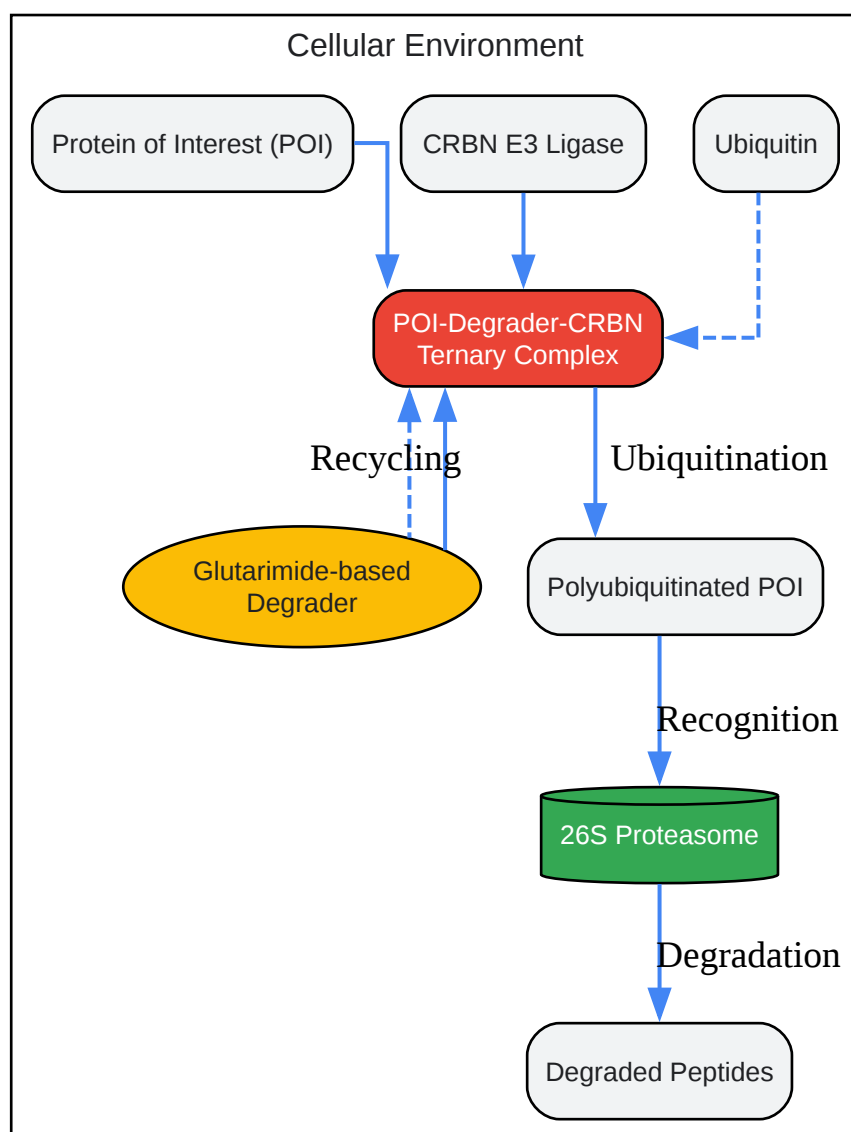 Cellular Environment
Protein of Interest (POI)
CRBN E3 Ligase
Ubiquitin
POI-Degrader-CRBN
Ternary Complex
Recycling
Ubiquitination
Glutarimide-based
Degrader
Polyubiquitinated POI
Recognition
26S Proteasome
Degradation
Degraded Peptides